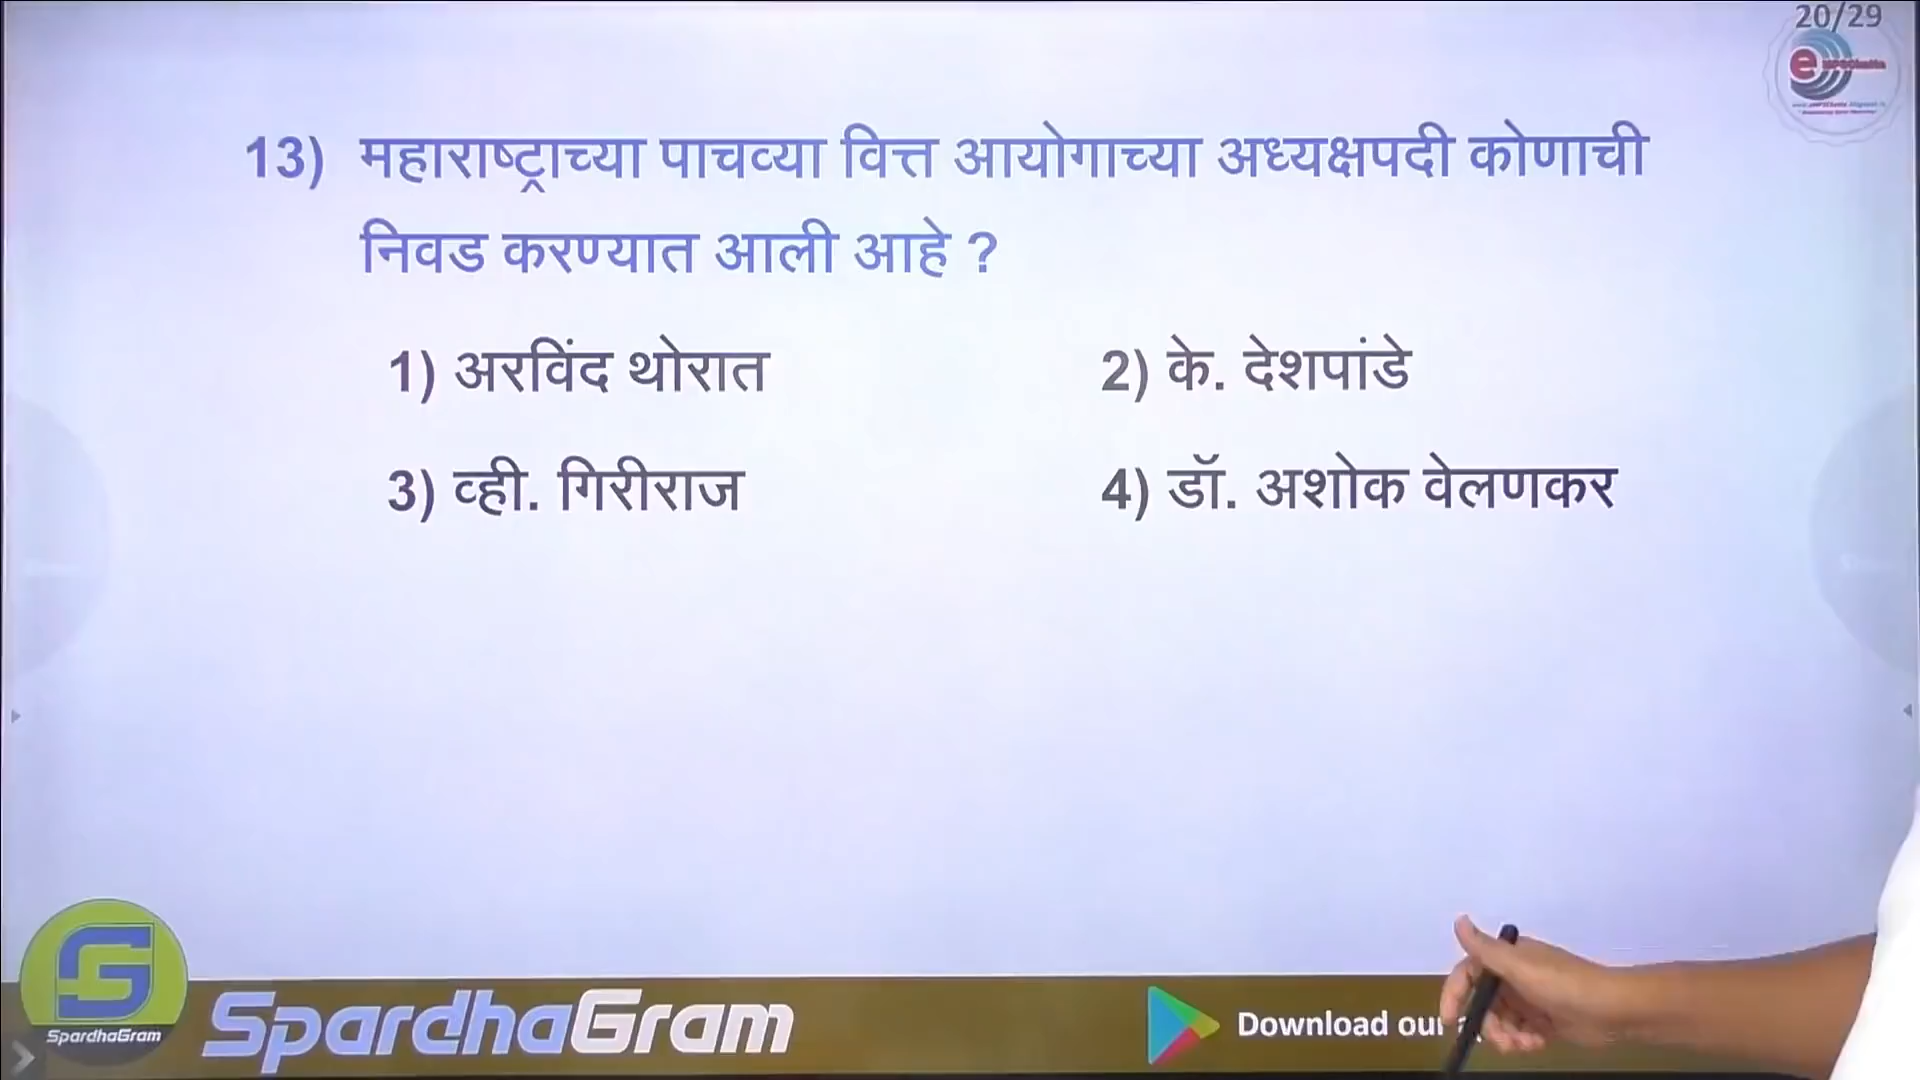 20/29
13) महाराष्ट्राच्या पाचव्या वित्त आयोगाच्या अध्यक्षपदी कोणाची
निवड करण्यात आली आहे ?
1) अरविंद थोरात
2) के. देशपांडे
3) व्ही. गिरीराज
4) डॉ. अशोक वेलणकर
SpardhaGram
SpardhaGram
Download our